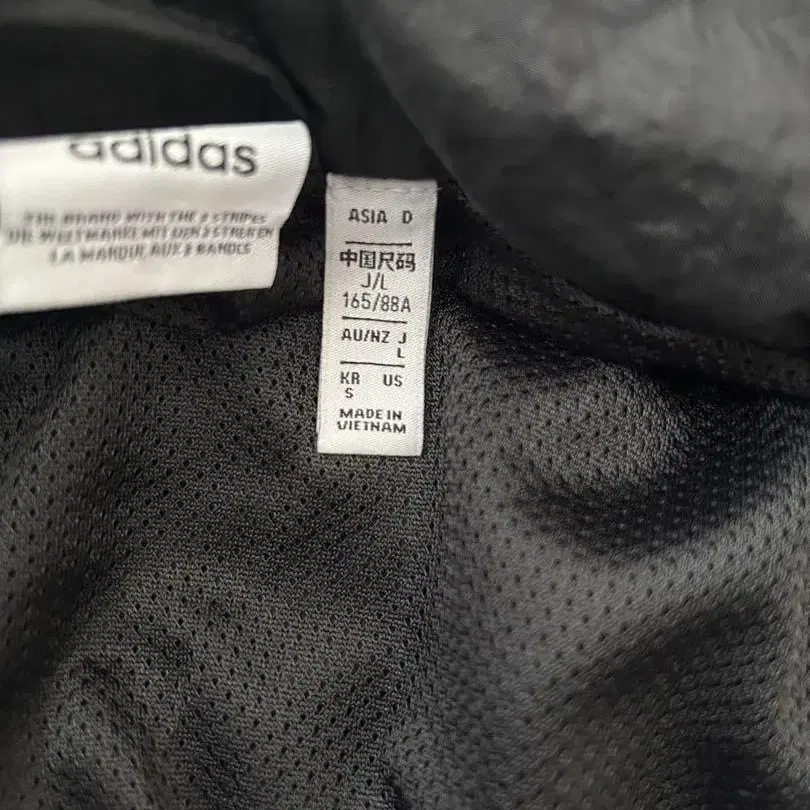 adidas
THE BRAND WITH THE 3 STRIPES
DIE WELTMARKE MIT DEN 3 STREIFEN
LA MARQUE AUX 3 BANDES
ASIA D
中国尺码
J/L
165/88A
AU/NZ J
L
KR US
S
MADE IN
VIETNAM